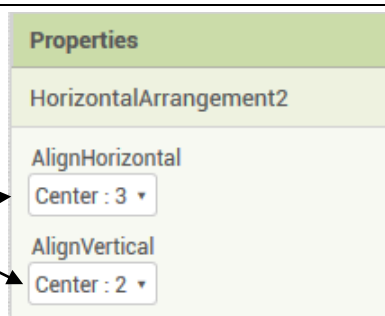 Properties
HorizontalArrangement2
AlignHorizontal
Center : 3
AlignVertical
Center : 2